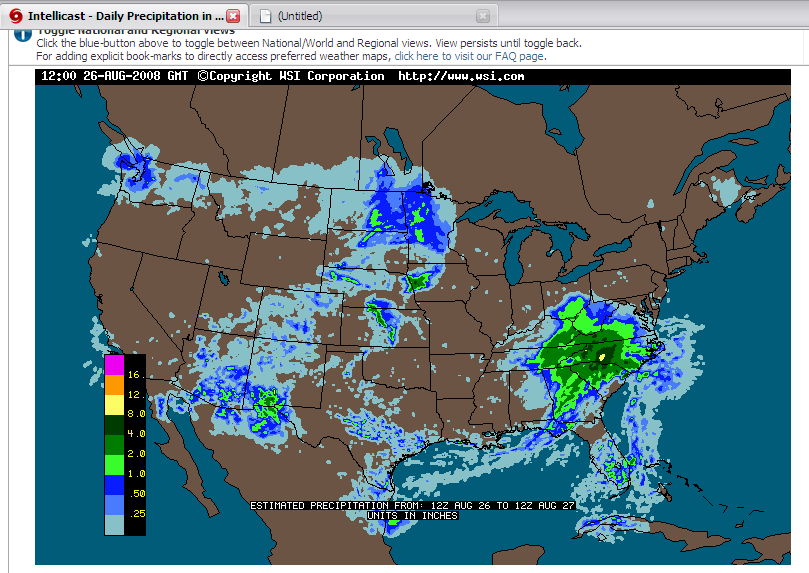 Intellicast - Daily Precipitation in ...
(Untitled)
Toggle National and Regional Views
Click the blue-button above to toggle between National/World and Regional views. View persists until toggle back.
For adding explicit book-marks to directly access preferred weather maps, click here to visit our FAQ page.
12:00 26-AUG-2008 GMT ©Copyright WSI Corporation http://www.wsi.com
16.
12.
8.0
4.0
2.0
1.0
.50
.25
ESTIMATED PRECIPITATION FROM: 12Z AUG 26 TO 12Z AUG 27
UNITS IN INCHES